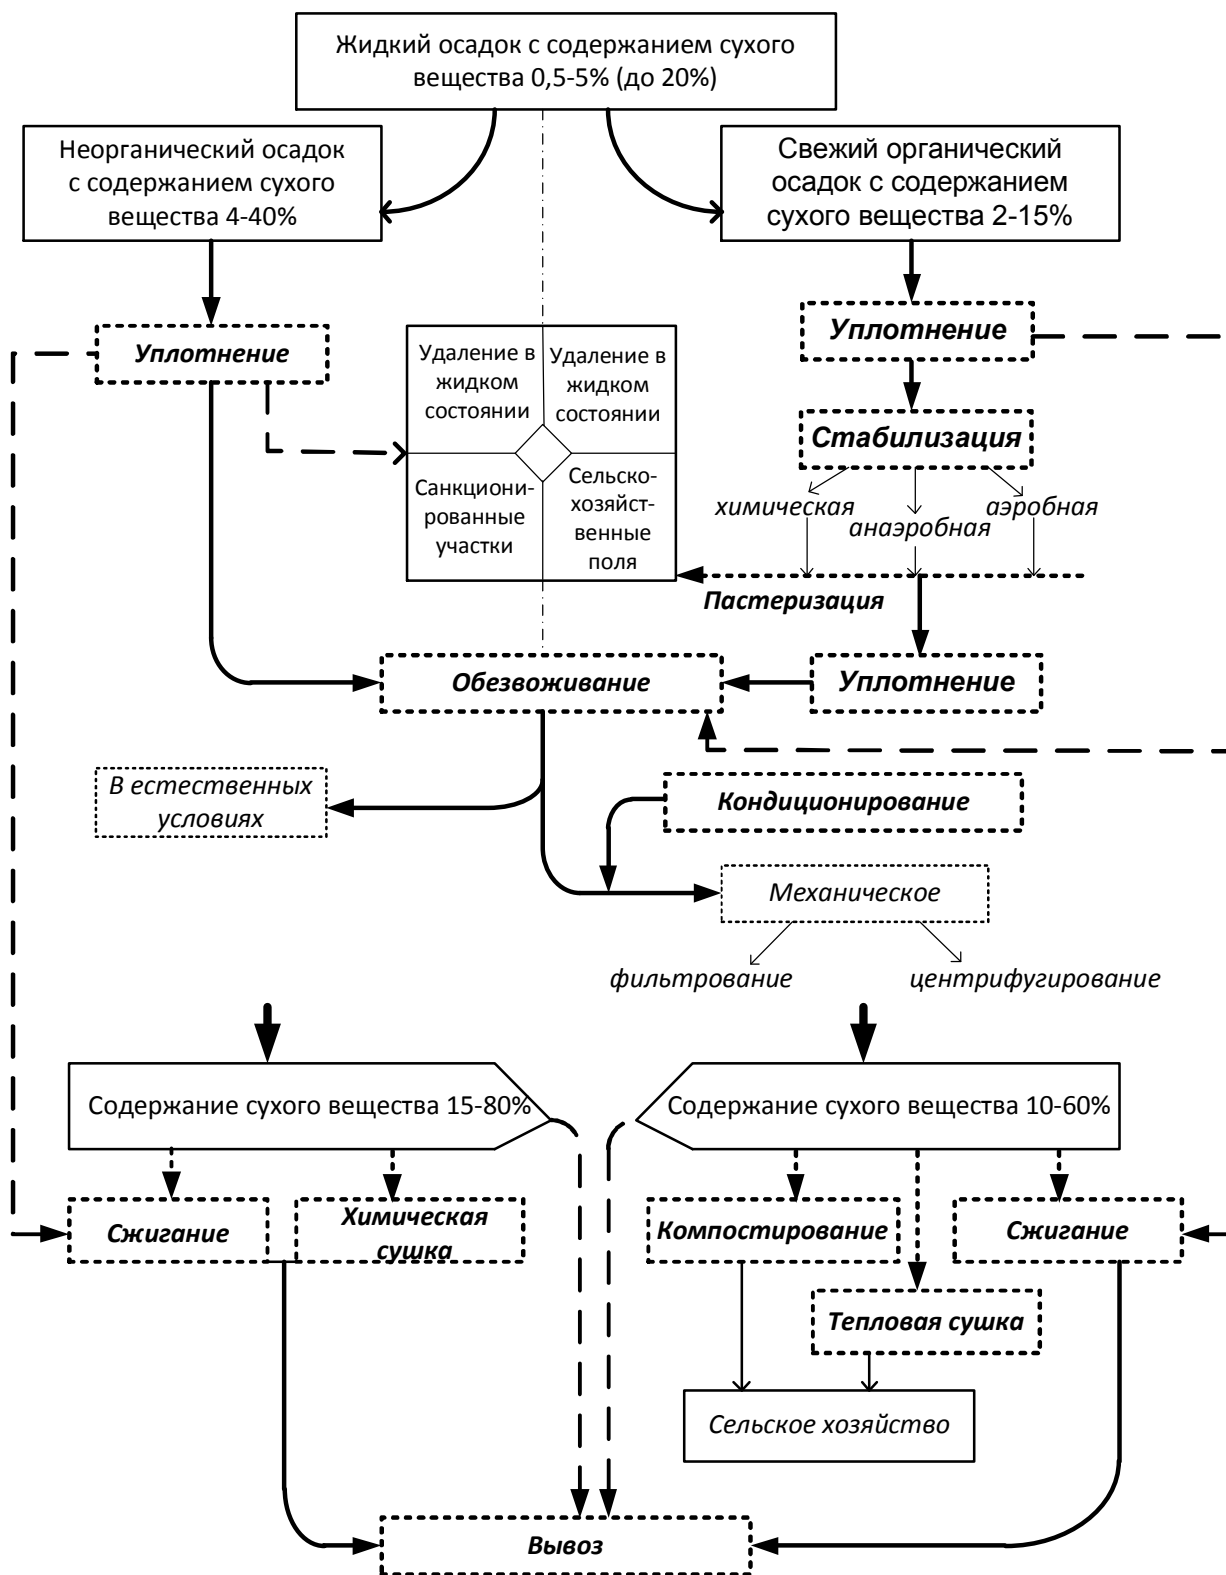 Жидкий осадок с содержанием сухого
вещества 0,5-5% (до 20%)
Неорганический осадок
с содержанием сухого
вещества 4-40%
Свежий органический
осадок с содержанием
сухого вещества 2-15%
Уплотнение
Уплотнение
Удаление в
жидком
состоянии
Удаление в
жидком
состоянии
Санкциони-
рованные
участки
Сельско-
хозяйст-
венные
поля
Стабилизация
химическая
анаэробная
аэробная
Пастеризация
Обезвоживание
Уплотнение
В естественных
условиях
Кондиционирование
Механическое
фильтрование
центрифугирование
Содержание сухого вещества 15-80%
Содержание сухого вещества 10-60%
Сжигание
Химическая
сушка
Компостирование
Сжигание
Тепловая сушка
Сельское хозяйство
Вывоз